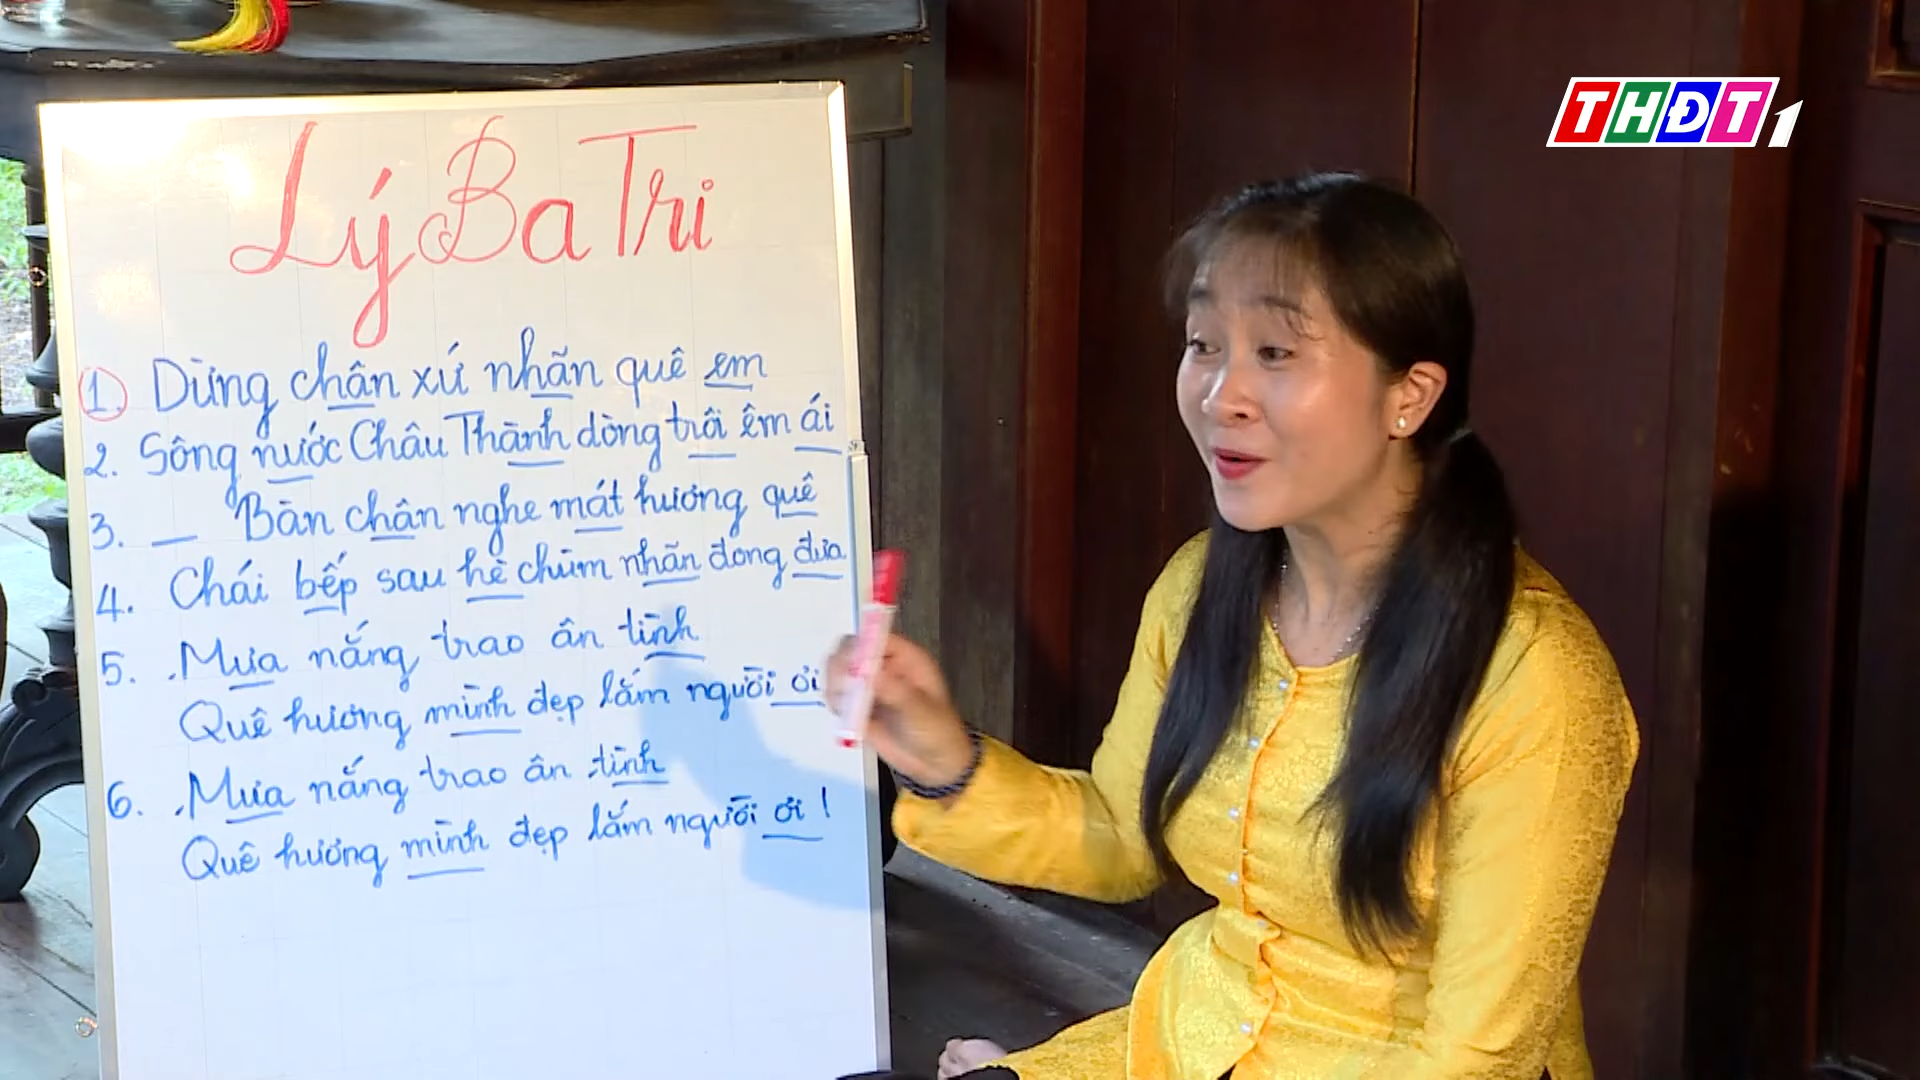 THĐT1
Lý Ba Tri
1. Dừng chân xứ nhãn quê em
2. Sông nước Châu Thành dòng trôi êm ái
3. _ Bàn chân nghe mát hương quê
4. Chái bếp sau hè chùm nhãn đong đưa
5. Mưa nắng trao ân tình
Quê hương mình đẹp lắm người ơi
6. Mưa nắng trao ân tình
Quê hương mình đẹp lắm người ơi !